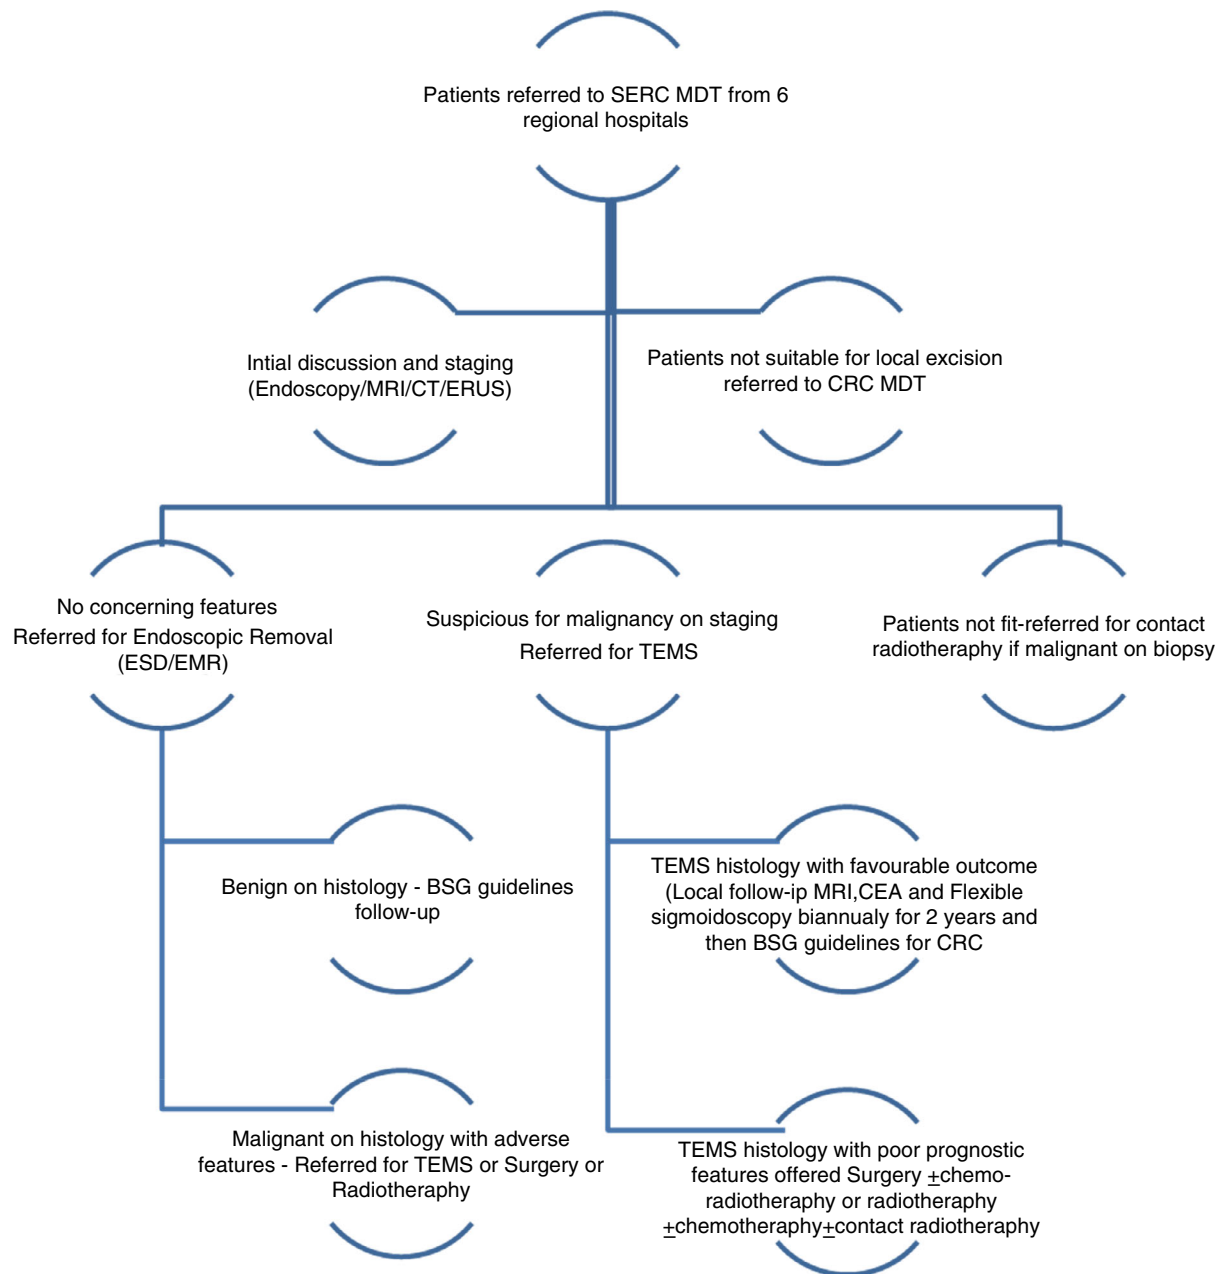 Patients referred to SERC MDT from 6
regional hospitals
Intial discussion and staging
(Endoscopy/MRI/CT/ERUS)
Patients not suitable for local excision
referred to CRC MDT
No concerning features
Referred for Endoscopic Removal
(ESD/EMR)
Suspicious for malignancy on staging
Referred for TEMS
Patients not fit-referred for contact
radiotheraphy if malignant on biopsy
Benign on histology - BSG guidelines
follow-up
TEMS histology with favourable outcome
(Local follow-ip MRI,CEA and Flexible
sigmoidoscopy biannualy for 2 years and
then BSG guidelines for CRC
Malignant on histology with adverse
features - Referred for TEMS or Surgery or
Radiotheraphy
TEMS histology with poor prognostic
features offered Surgery ±chemo-
radiotheraphy or radiotheraphy
±chemotheraphy±contact radiotheraphy